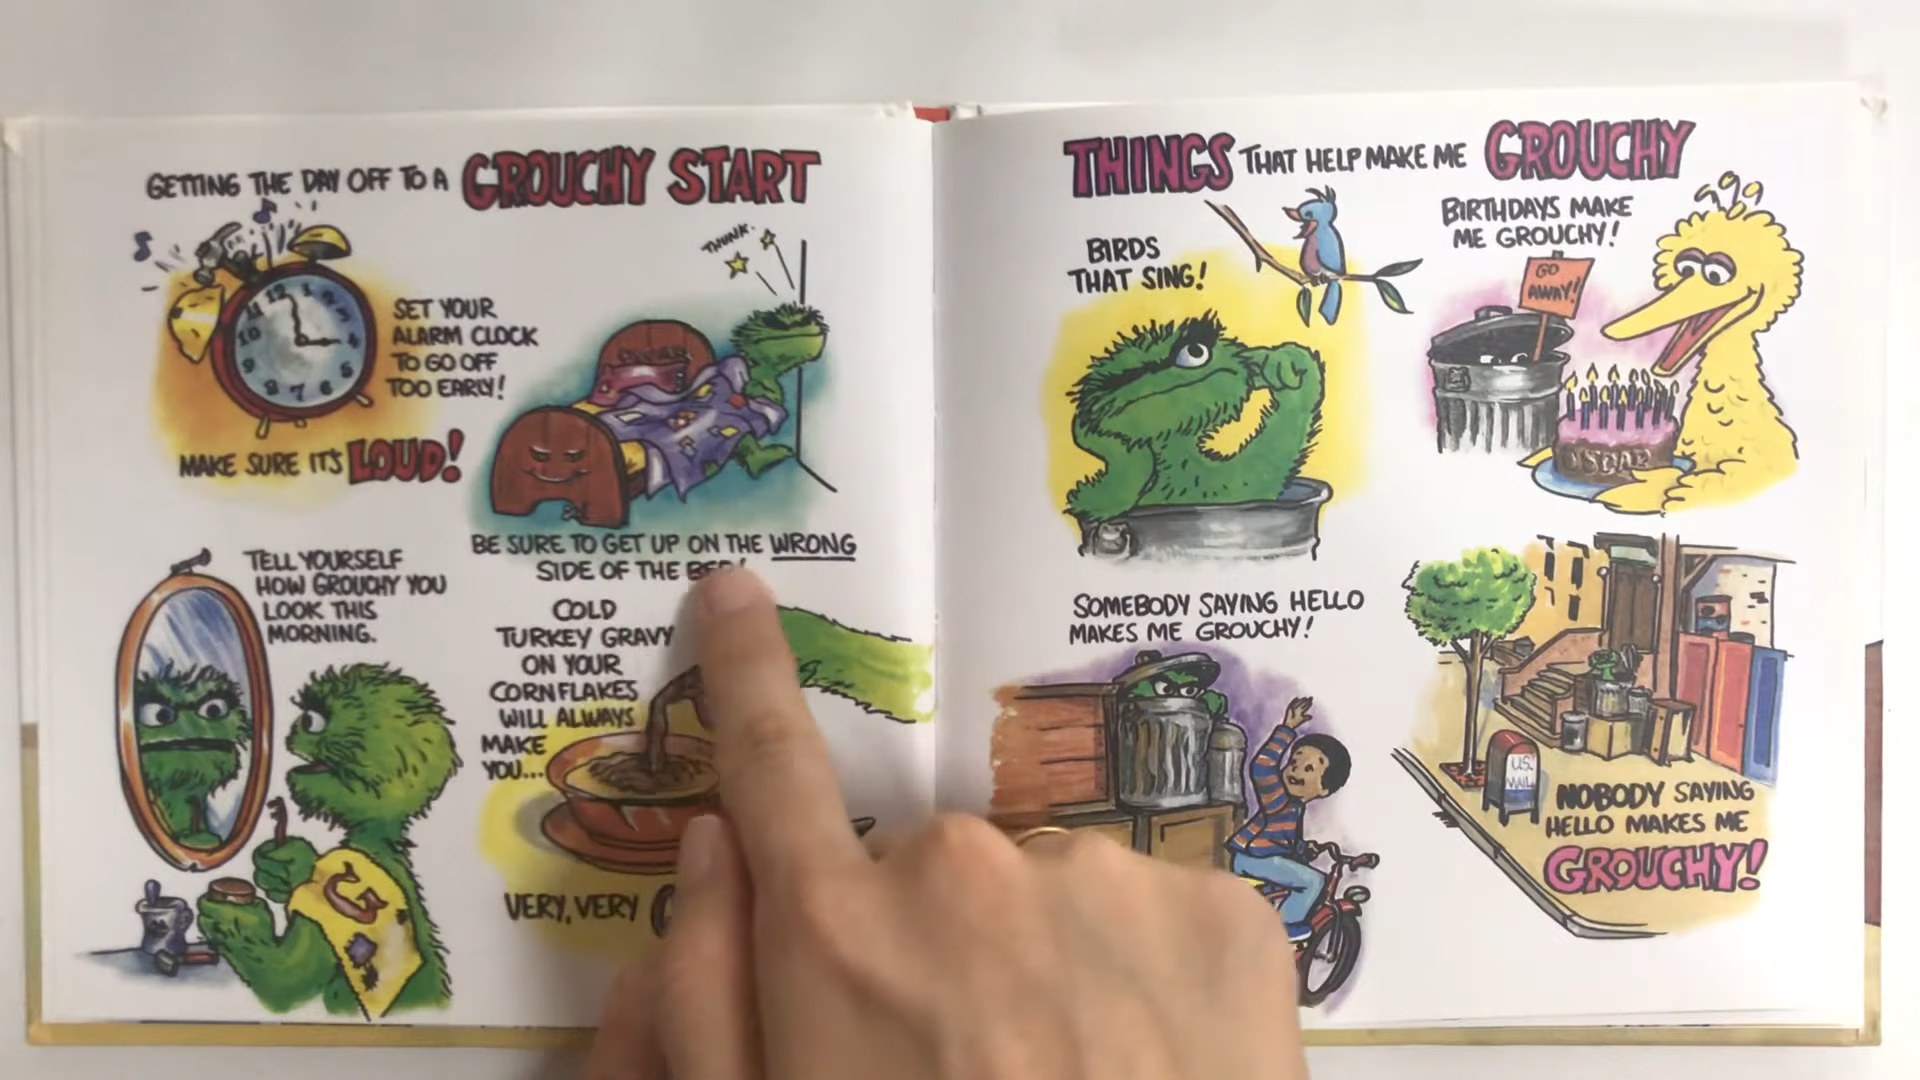 GETTING THE DAY OFF TO A GROUCHY START
SET YOUR
ALARM CLOCK
TO GO OFF
TOO EARLY!
MAKE SURE IT'S LOUD!
THUNK.
OSCAR
BE SURE TO GET UP ON THE WRONG
SIDE OF THE BED!
TELL YOURSELF
HOW GROUCHY YOU
LOOK THIS
MORNING.
G
COLD
TURKEY GRAVY
ON YOUR
CORNFLAKES
WILL ALWAYS
MAKE
YOU...
VERY, VERY
THINGS THAT HELP MAKE ME GROUCHY
BIRDS
THAT SING!
BIRTHDAYS MAKE
ME GROUCHY!
GO
AWAY!
OSCAR
SOMEBODY SAYING HELLO
MAKES ME GROUCHY!
U.S.
MAIL
NOBODY SAYING
HELLO MAKES ME
GROUCHY!